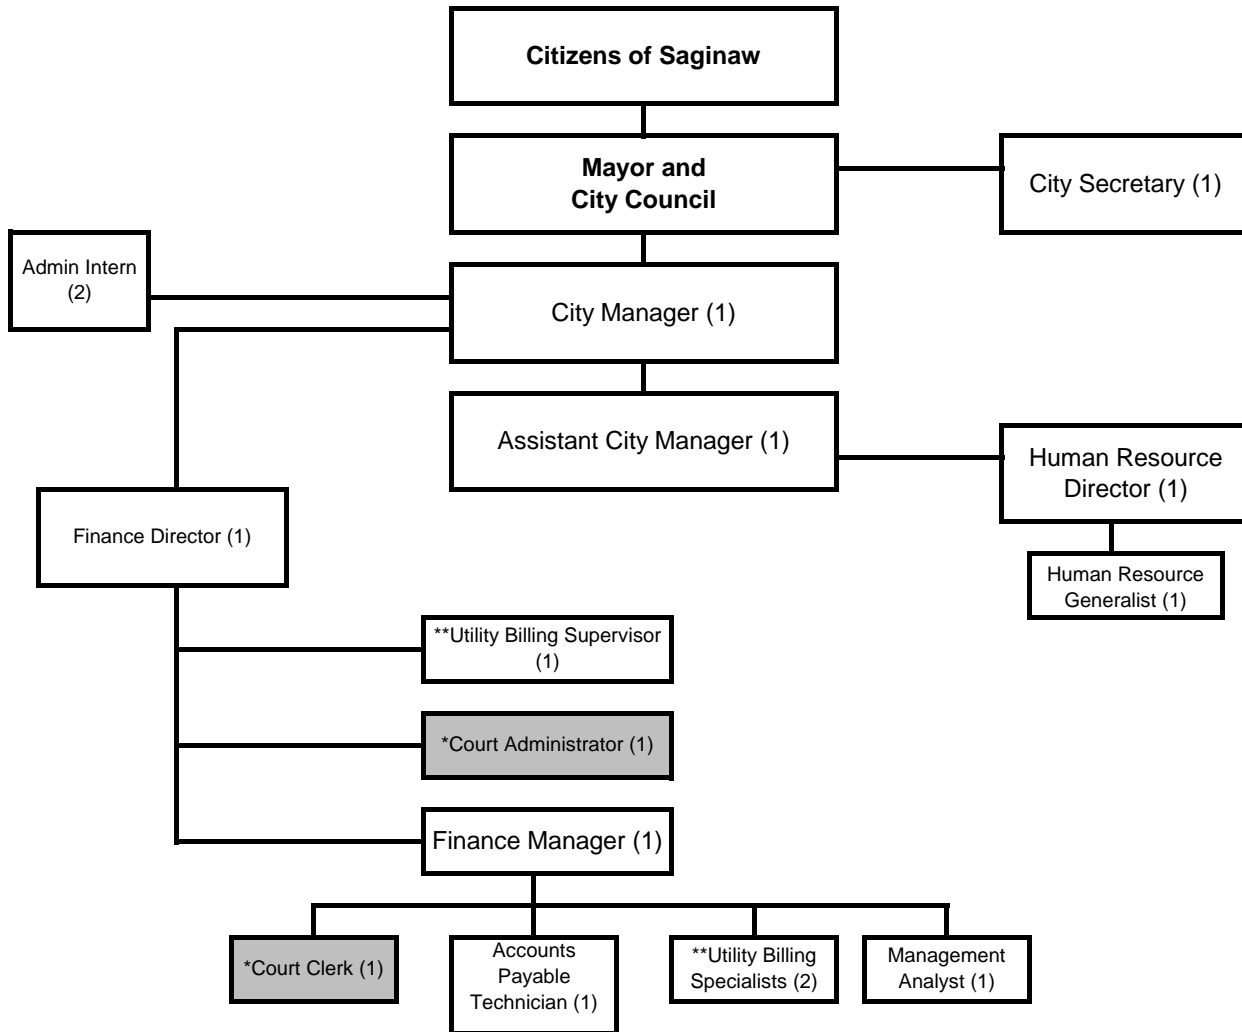 Citizens of Saginaw
Mayor and
City Council
City Secretary (1)
Admin Intern
(2)
City Manager (1)
Assistant City Manager (1)
Human Resource
Director (1)
Finance Director (1)
Human Resource
Generalist (1)
**Utility Billing Supervisor
(1)
*Court Administrator (1)
Finance Manager (1)
*Court Clerk (1)
Accounts
Payable
Technician (1)
**Utility Billing
Specialists (2)
Management
Analyst (1)